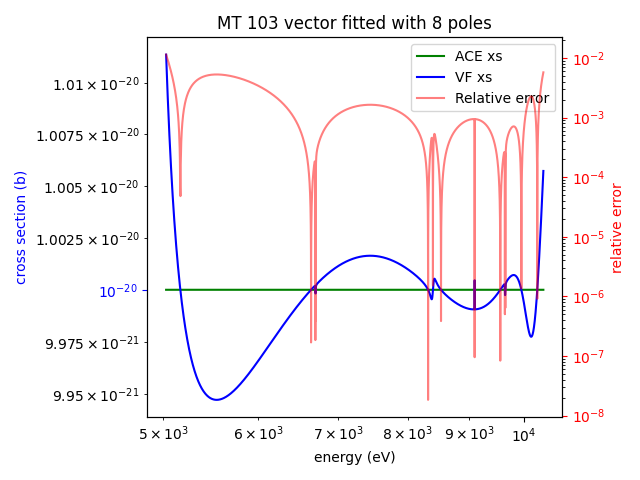 MT 103 vector fitted with 8 poles
ACE xs
VF xs
Relative error
cross section (b)
1.01 × 10⁻²⁰
1.0075 × 10⁻²⁰
1.005 × 10⁻²⁰
1.0025 × 10⁻²⁰
10⁻²⁰
9.975 × 10⁻²¹
9.95 × 10⁻²¹
10⁻²
10⁻³
10⁻⁴
10⁻⁵
10⁻⁶
10⁻⁷
10⁻⁸
relative error
5 × 10³ 6 × 10³ 7 × 10³ 8 × 10³ 9 × 10³ 10⁴
energy (eV)